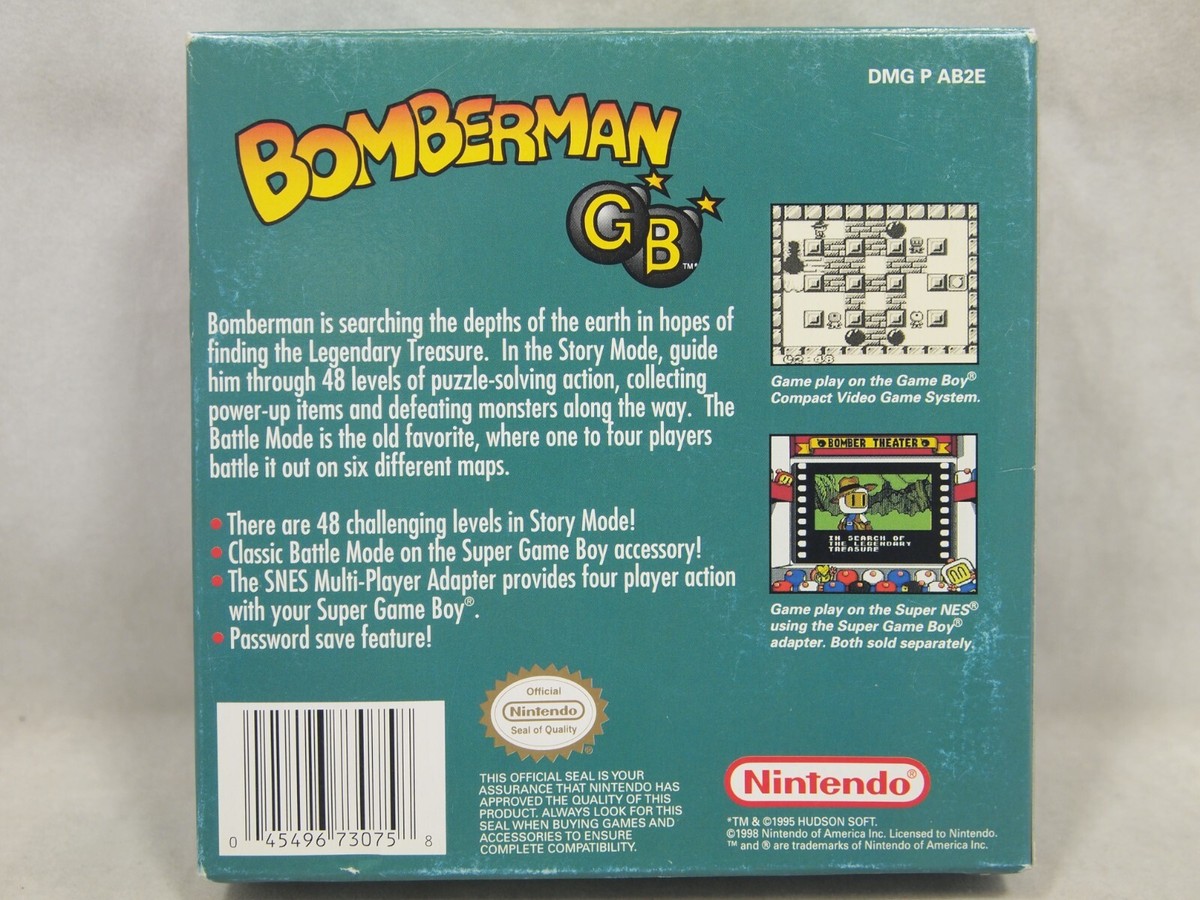 DMG P AB2E
BOMBERMAN
GB™*
Bomberman is searching the depths of the earth in hopes of
finding the Legendary Treasure. In the Story Mode, guide
him through 48 levels of puzzle-solving action, collecting
power-up items and defeating monsters along the way. The
Battle Mode is the old favorite, where one to four players
battle it out on six different maps.
• There are 48 challenging levels in Story Mode!
• Classic Battle Mode on the Super Game Boy accessory!
• The SNES Multi-Player Adapter provides four player action
with your Super Game Boy®.
• Password save feature!
Game play on the Game Boy®
Compact Video Game System.
BOMBER THEATER
IN SEARCH OF
THE LEGENDARY
TREASURE
Game play on the Super NES®
using the Super Game Boy®
adapter. Both sold separately
0 45496 73075 8
Official
Nintendo
Seal of Quality
®
THIS OFFICIAL SEAL IS YOUR
ASSURANCE THAT NINTENDO HAS
APPROVED THE QUALITY OF THIS
PRODUCT. ALWAYS LOOK FOR THIS
SEAL WHEN BUYING GAMES AND
ACCESSORIES TO ENSURE
COMPLETE COMPATIBILITY.
Nintendo®
*TM & ©1995 HUDSON SOFT.
©1998 Nintendo of America Inc. Licensed to Nintendo.
™ and ® are trademarks of Nintendo of America Inc.